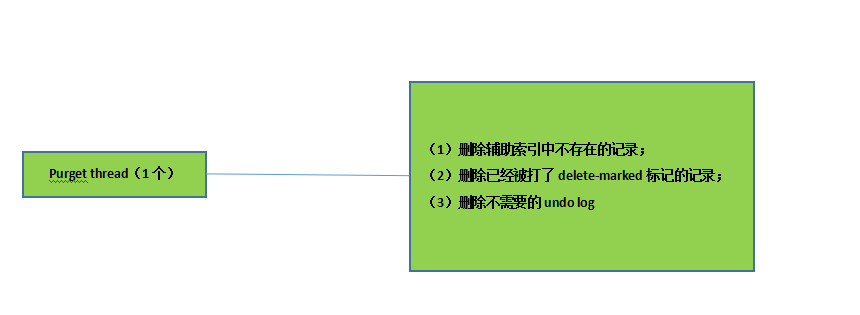 Purget thread（1 个）
（1）删除辅助索引中不存在的记录；
（2）删除已经被打了 delete-marked 标记的记录；
（3）删除不需要的 undo log